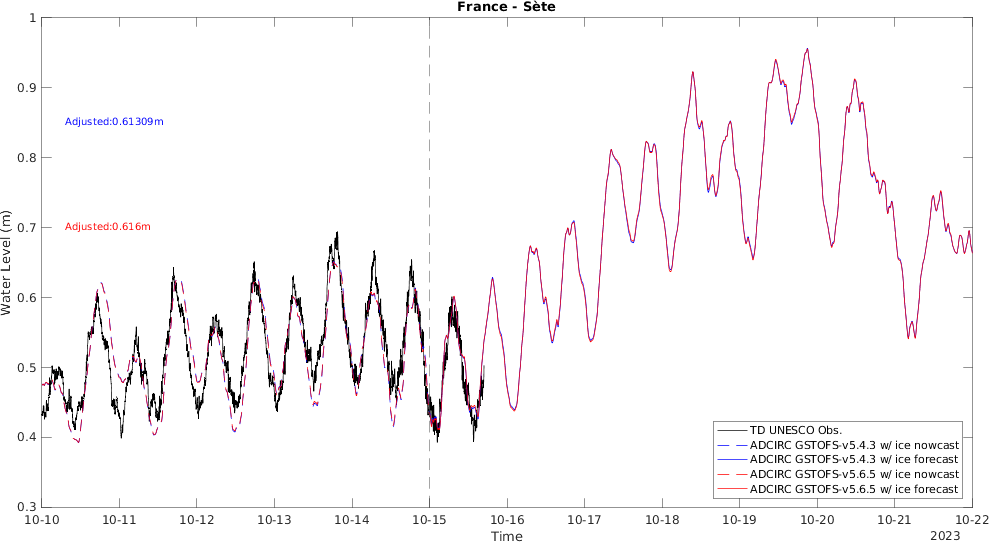 France - Sète
Water Level (m)
1
0.9
0.8
0.7
0.6
0.5
0.4
0.3
Adjusted:0.61309m
Adjusted:0.616m
TD UNESCO Obs.
ADCIRC GSTOFS-v5.4.3 w/ ice nowcast
ADCIRC GSTOFS-v5.4.3 w/ ice forecast
ADCIRC GSTOFS-v5.6.5 w/ ice nowcast
ADCIRC GSTOFS-v5.6.5 w/ ice forecast
10-10 10-11 10-12 10-13 10-14 10-15 10-16 10-17 10-18 10-19 10-20 10-21 10-22
Time
2023